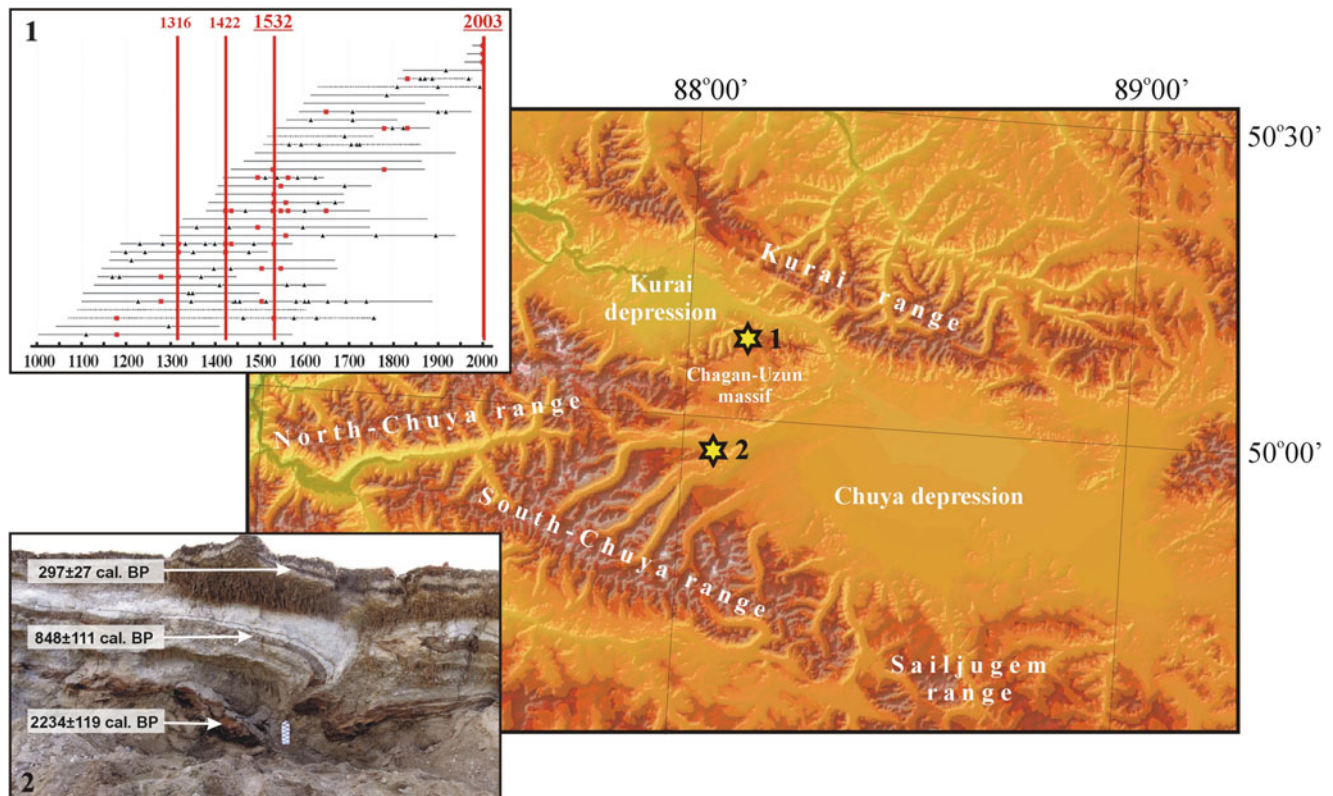 1
1316
1422
1532
2003
1000 1100 1200 1300 1400 1500 1600 1700 1800 1900 2000
88°00’
89°00’
50°30’
50°00’
Kurai range
Kurai
depression
1
Chagan-Uzun
massif
North-Chuya range
2
Chuya depression
South-Chuya range
Sailjugem
range
297±27 cal. BP
848±111 cal. BP
2234±119 cal. BP
2